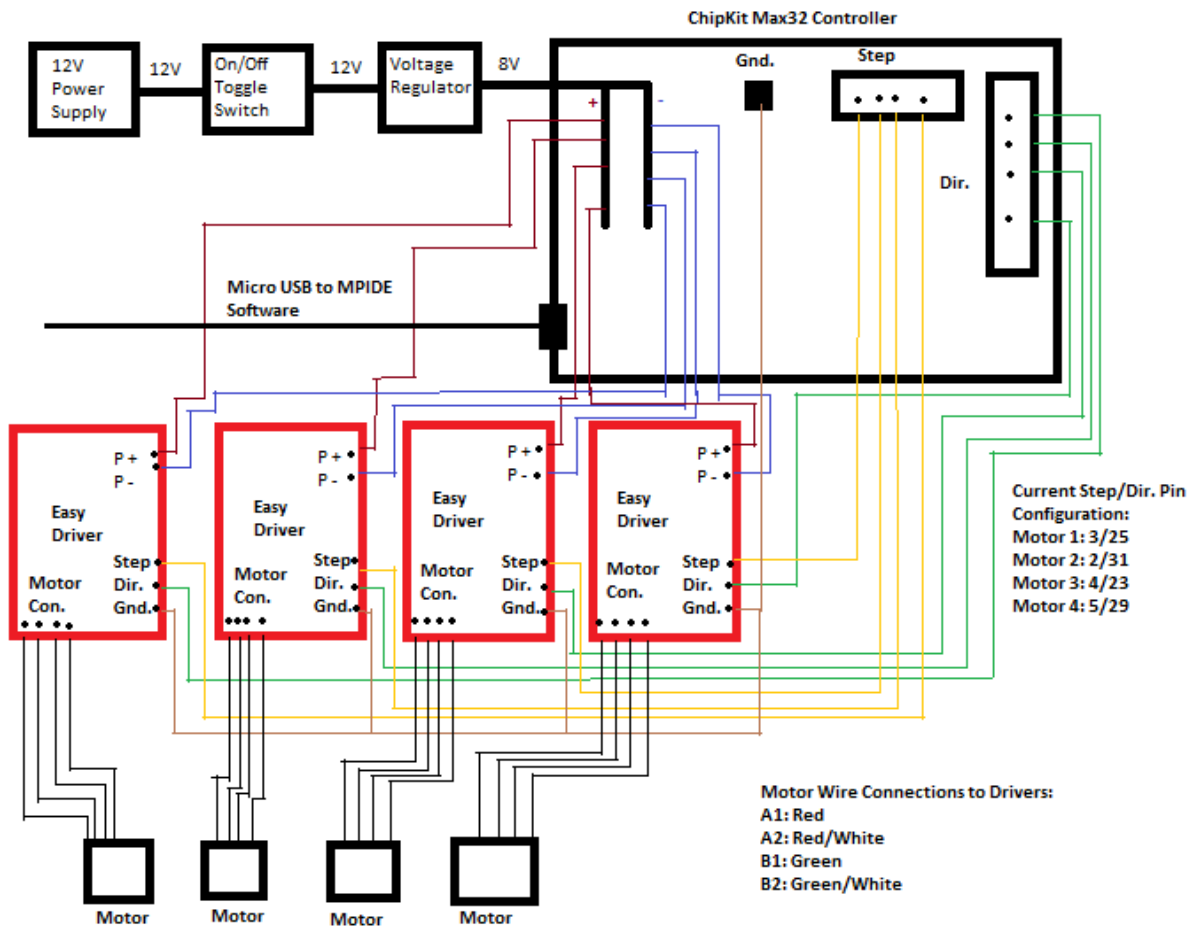 ChipKit Max32 Controller
12V
Power
Supply
12V
On/Off
Toggle
Switch
12V
Voltage
Regulator
8V
+
-
Gnd.
Step
Dir.
Micro USB to MPIDE
Software
P +
P -
Easy
Driver
Step
Dir.
Gnd.
Motor
Con.
P +
P -
Easy
Driver
Step
Dir.
Gnd.
Motor
Con.
P +
P -
Easy
Driver
Step
Dir.
Gnd.
Motor
Con.
P +
P -
Easy
Driver
Step
Dir.
Gnd.
Motor
Con.
Current Step/Dir. Pin
Configuration:
Motor 1: 3/25
Motor 2: 2/31
Motor 3: 4/23
Motor 4: 5/29
Motor Wire Connections to Drivers:
A1: Red
A2: Red/White
B1: Green
B2: Green/White
Motor
Motor
Motor
Motor